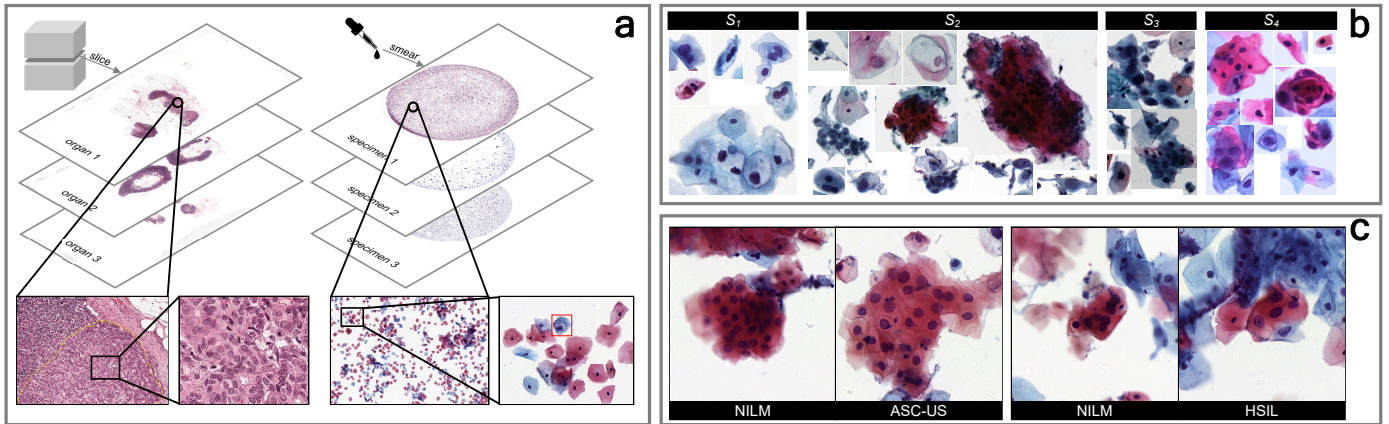 a
slice
smear
organ 1
organ 2
organ 3
specimen 1
specimen 2
specimen 3
b
S1
S2
S3
S4
c
NILM
ASC-US
NILM
HSIL